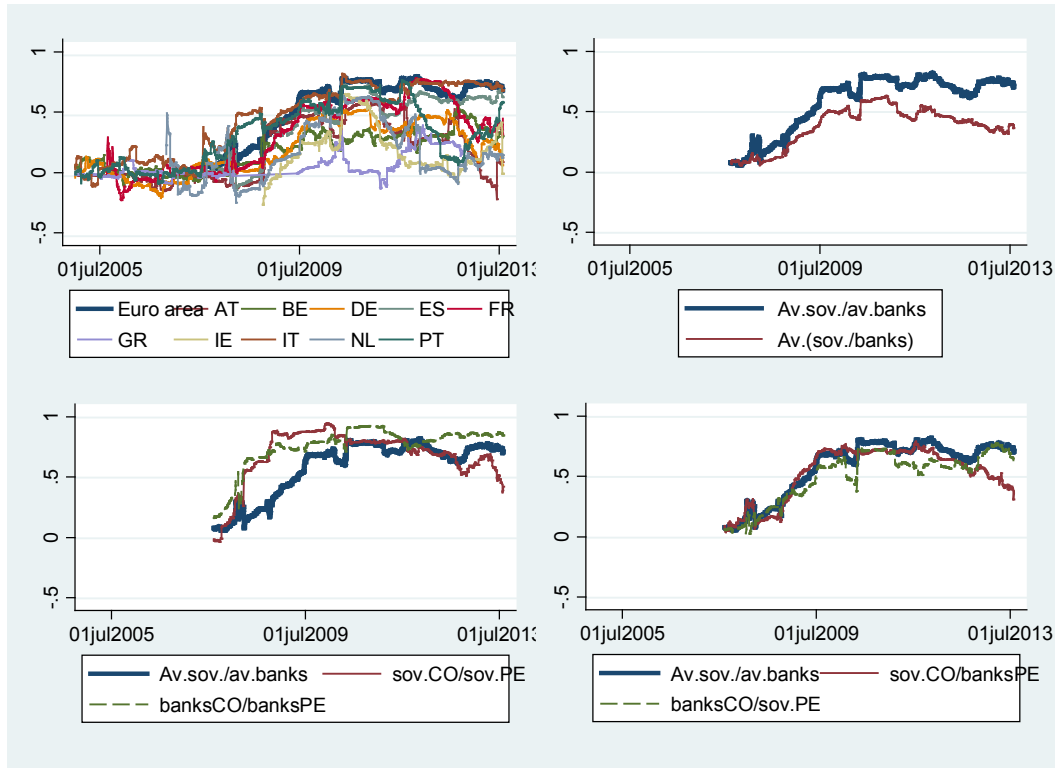 1
.5
0
-.5
01jul2005 01jul2009 01jul2013
Euro area AT BE DE ES FR
GR IE IT NL PT
1
.5
0
-.5
01jul2005 01jul2009 01jul2013
Av.sov./av.banks
Av.(sov./banks)
1
.5
0
-.5
01jul2005 01jul2009 01jul2013
Av.sov./av.banks sov.CO/sov.PE
banksCO/banksPE
1
.5
0
-.5
01jul2005 01jul2009 01jul2013
Av.sov./av.banks sov.CO/banksPE
banksCO/sov.PE